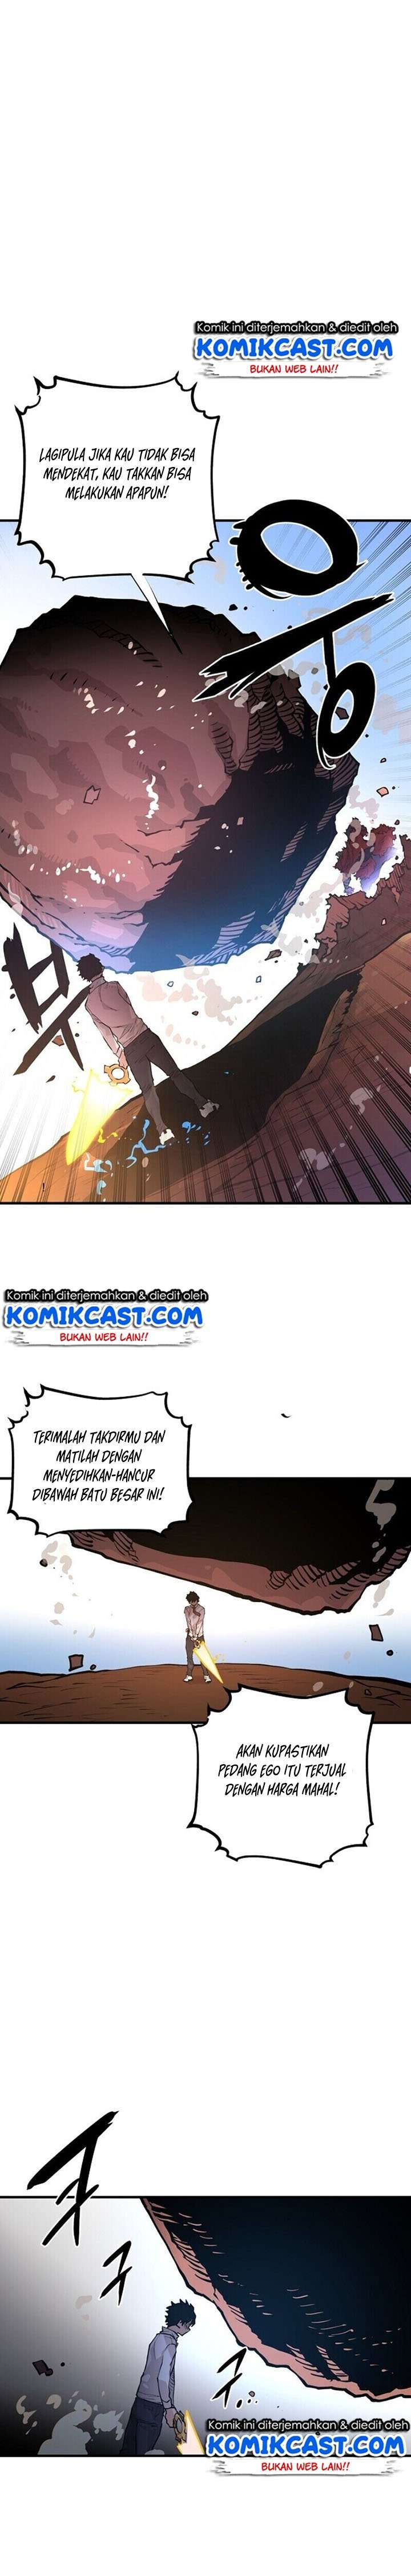 Komik ini diterjemahkan & diedit oleh
KOMIKCAST.COM
BUKAN WEB LAIN!!
LAGIPULA JIKA KAU TIDAK BISA
MENDEKAT, KAU TAKKAN BISA
MELAKUKAN APAPUN!
Komik ini diterjemahkan & diedit oleh
KOMIKCAST.COM
BUKAN WEB LAIN!!
TERIMALAH TAKDIRMU DAN
MATILAH DENGAN
MENYEDIHKAN-HANCUR
DIBAWAH BATU BESAR INI!
AKAN KUPASTIKAN
PEDANG EGO ITU TERJUAL
DENGAN HARGA MAHAL!
Komik ini diterjemahkan & diedit oleh
KOMIKCAST.COM
BUKAN WEB LAIN!!